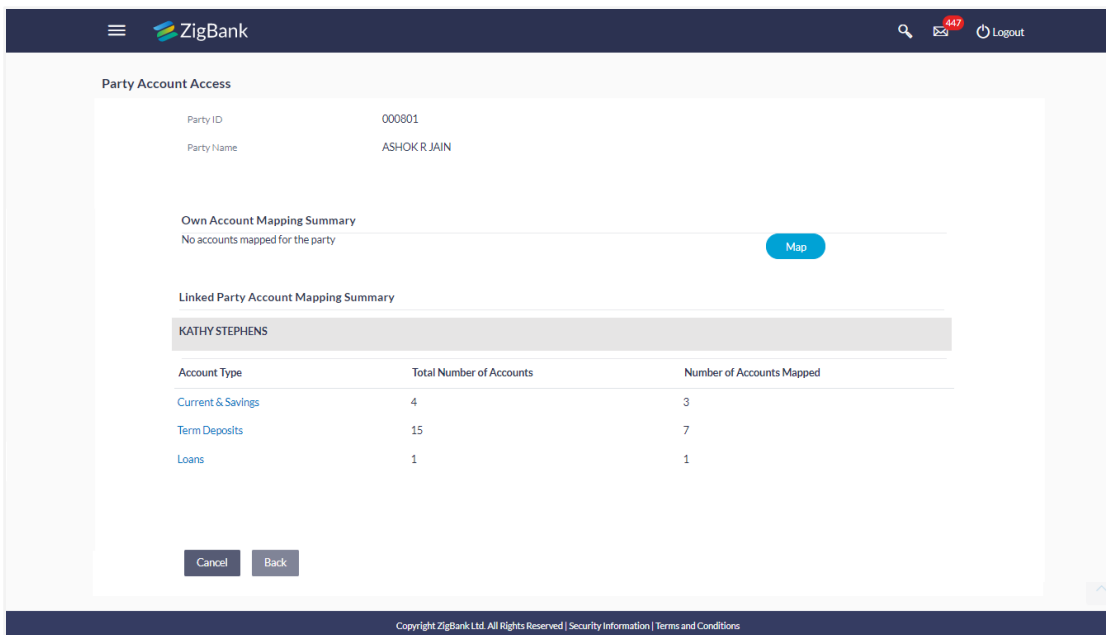 ZigBank 447 Logout
Party Account Access
Party ID 000801
Party Name ASHOK R JAIN
Own Account Mapping Summary
No accounts mapped for the party Map
Linked Party Account Mapping Summary
KATHY STEPHENS
Account Type Total Number of Accounts Number of Accounts Mapped
Current & Savings 4 3
Term Deposits 15 7
Loans 1 1
Cancel Back
Copyright ZigBank Ltd. All Rights Reserved | Security Information | Terms and Conditions